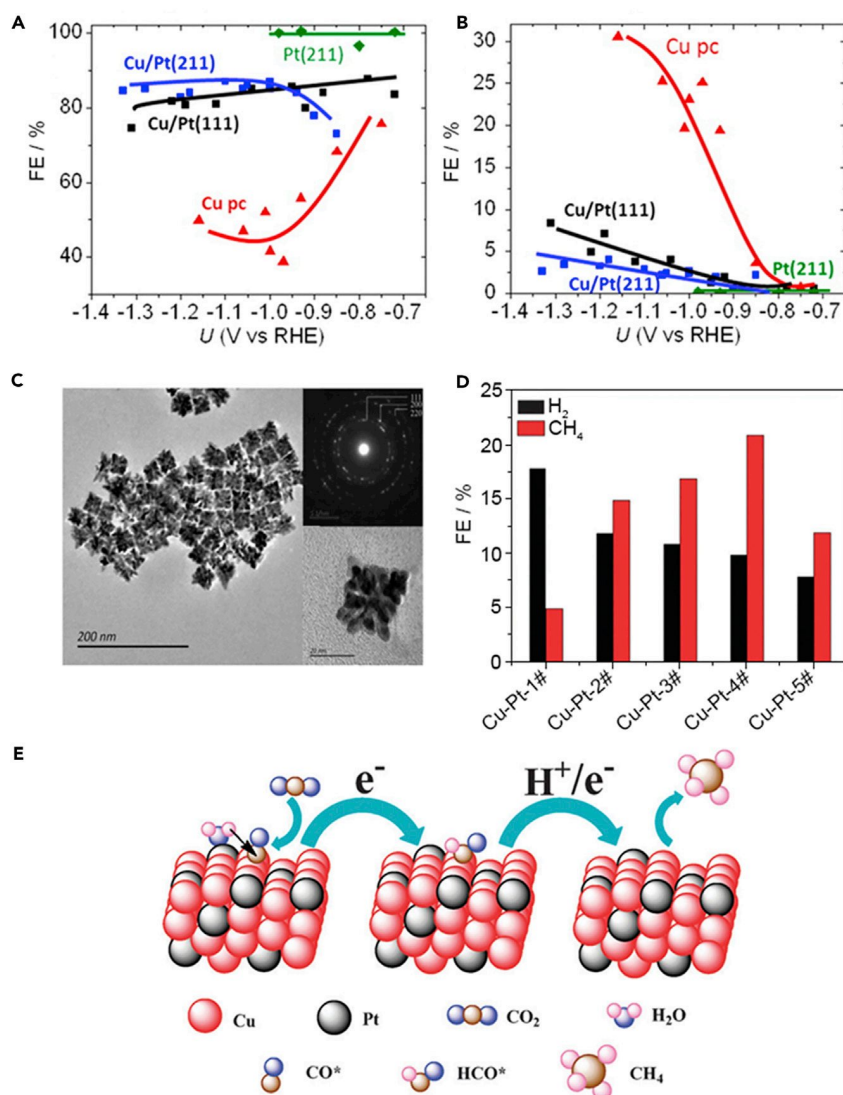 A
100
80
60
40
FE / %
Cu/Pt(211)
Pt(211)
Cu/Pt(111)
Cu pc
-1.4 -1.3 -1.2 -1.1 -1.0 -0.9 -0.8 -0.7
U (V vs RHE)
B
30
25
20
15
10
5
0
FE / %
Cu pc
Cu/Pt(111)
Pt(211)
Cu/Pt(211)
-1.4 -1.3 -1.2 -1.1 -1.0 -0.9 -0.8 -0.7
U (V vs RHE)
C
111
200
220
200 nm
D
25
20
15
10
5
0
FE / %
H2
CH4
Cu-Pt-1#
Cu-Pt-2#
Cu-Pt-3#
Cu-Pt-4#
Cu-Pt-5#
E
e-
H+/e-
Cu
Pt
CO2
H2O
CO*
HCO*
CH4